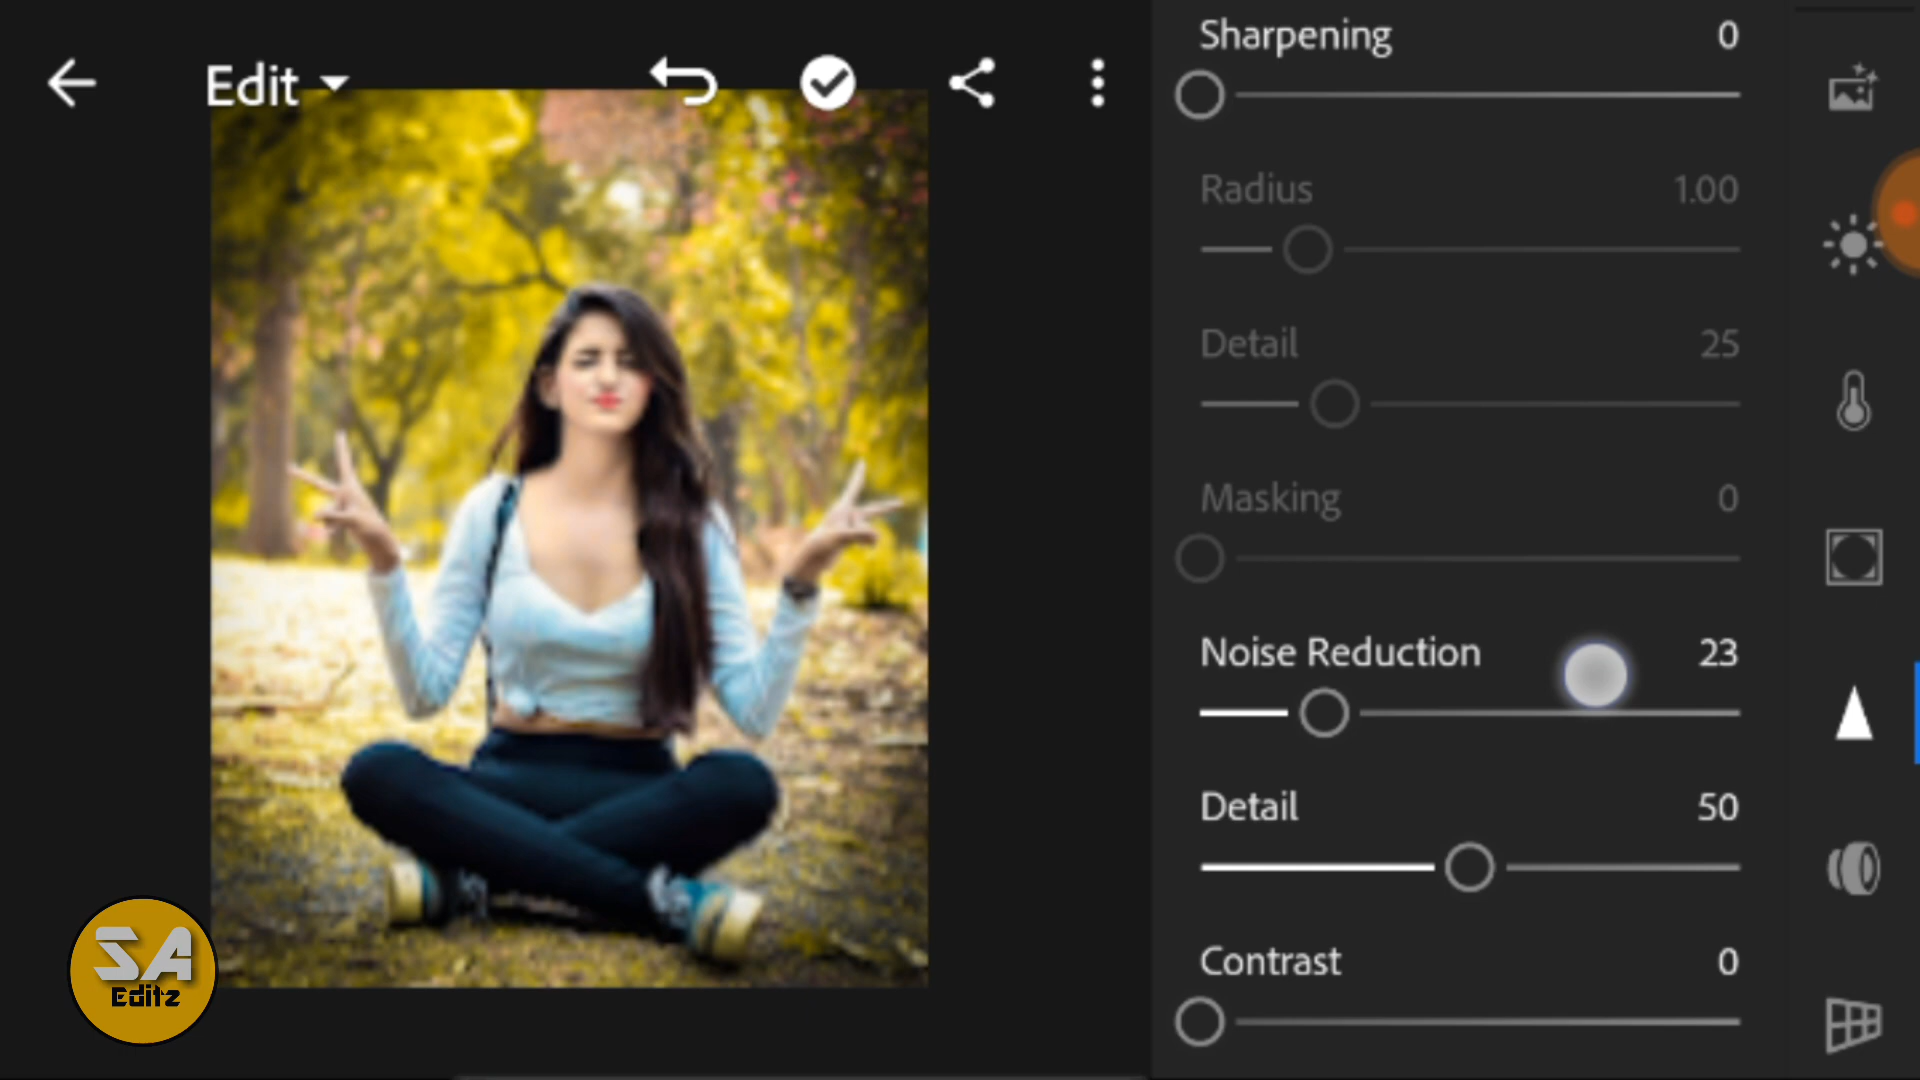 Edit
Sharpening 0
Radius 1.00
Detail 25
Masking 0
Noise Reduction 23
Detail 50
Contrast 0
SA
Editz